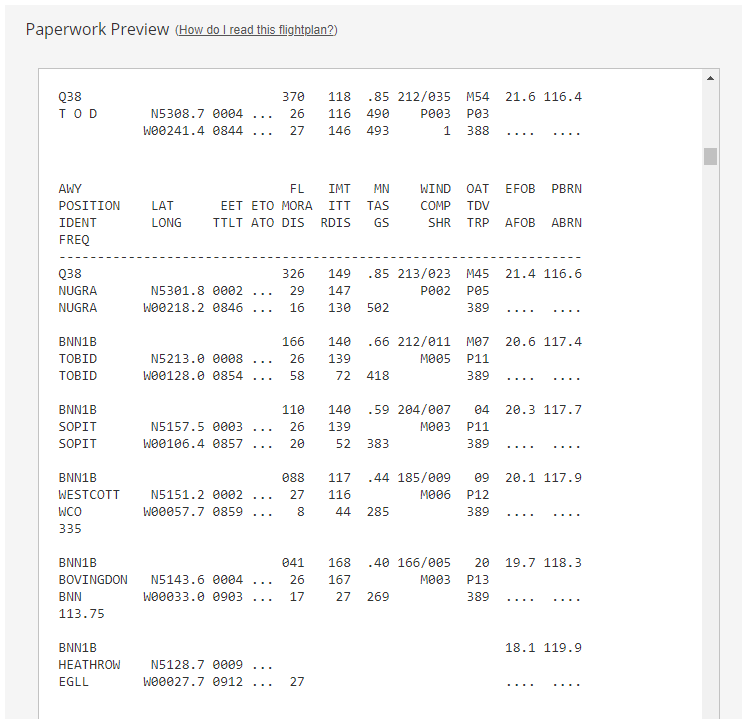 Paperwork Preview (How do I read this flightplan?)
Q38                          370   118  .85 212/035  M54  21.6 116.4
T O D       N5308.7 0004 ...  26   116  490    P003  P03
           W00241.4 0844 ...  27   146  493       1  388  ....  ....
AWY                           FL   IMT   MN    WIND  OAT  EFOB  PBRN
POSITION    LAT      EET ETO MORA  ITT  TAS    COMP  TDV
IDENT       LONG    TTLT ATO DIS  RDIS   GS     SHR  TRP  AFOB  ABRN
FREQ
--------------------------------------------------------------------
Q38                          326   149  .85 213/023  M45  21.4 116.6
NUGRA       N5301.8 0002 ...  29   147         P002  P05
NUGRA      W00218.2 0846 ...  16   130  502          389  ....  ....
BNN1B                        166   140  .66 212/011  M07  20.6 117.4
TOBID       N5213.0 0008 ...  26   139         M005  P11
TOBID      W00128.0 0854 ...  58    72  418          389  ....  ....
BNN1B                        110   140  .59 204/007   04  20.3 117.7
SOPIT       N5157.5 0003 ...  26   139         M003  P11
SOPIT      W00106.4 0857 ...  20    52  383          389  ....  ....
BNN1B                        088   117  .44 185/009   09  20.1 117.9
WESTCOTT    N5151.2 0002 ...  27   116         M006  P12
WCO        W00057.7 0859 ...   8    44  285          389  ....  ....
335
BNN1B                        041   168  .40 166/005   20  19.7 118.3
BOVINGDON   N5143.6 0004 ...  26   167         M003  P13
BNN        W00033.0 0903 ...  17    27  269          389  ....  ....
113.75
BNN1B                                                     18.1 119.9
HEATHROW    N5128.7 0009 ...
EGLL       W00027.7 0912 ...  27                          ....  ....